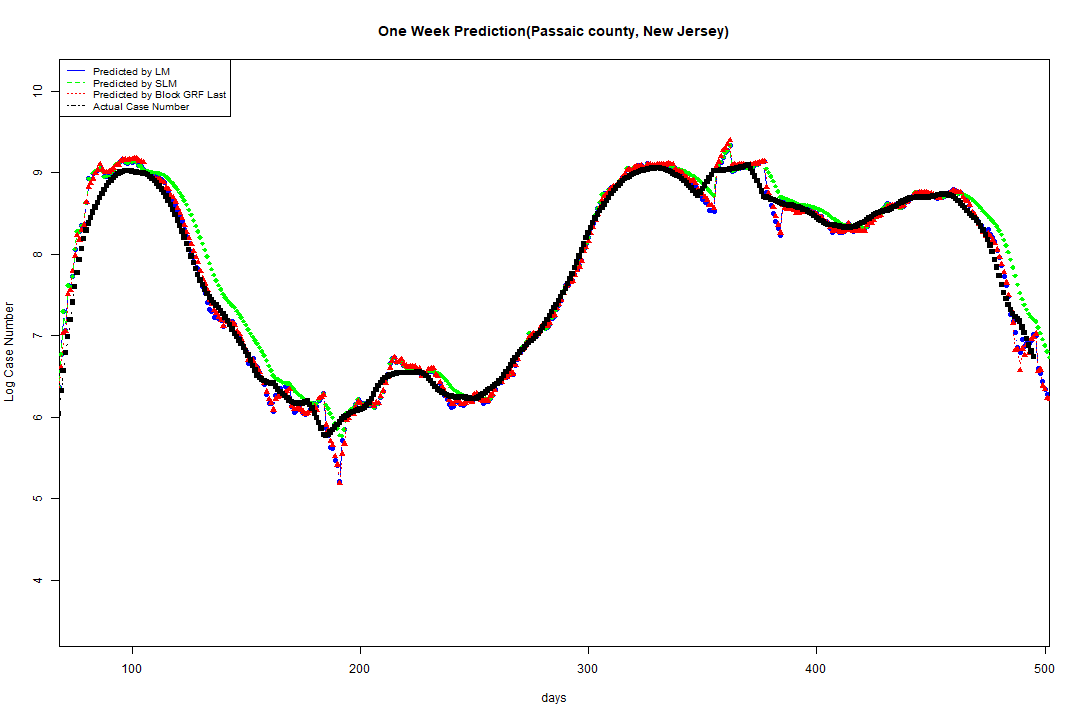 One Week Prediction(Passaic county, New Jersey)
Predicted by LM
Predicted by SLM
Predicted by Block GRF Last
Actual Case Number
10
9
8
7
6
5
4
Log Case Number
100 200 300 400 500
days